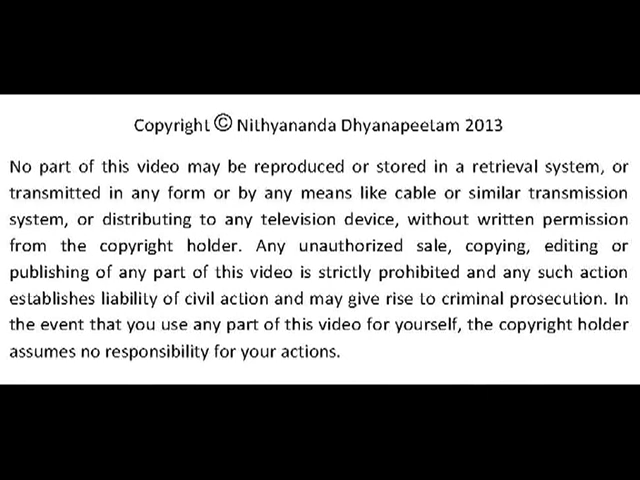 Copyright © Nithyananda Dhyanapeetam 2013
No part of this video may be reproduced or stored in a retrieval system, or
transmitted in any form or by any means like cable or similar transmission
system, or distributing to any television device, without written permission
from the copyright holder. Any unauthorized sale, copying, editing or
publishing of any part of this video is strictly prohibited and any such action
establishes liability of civil action and may give rise to criminal prosecution. In
the event that you use any part of this video for yourself, the copyright holder
assumes no responsibility for your actions.